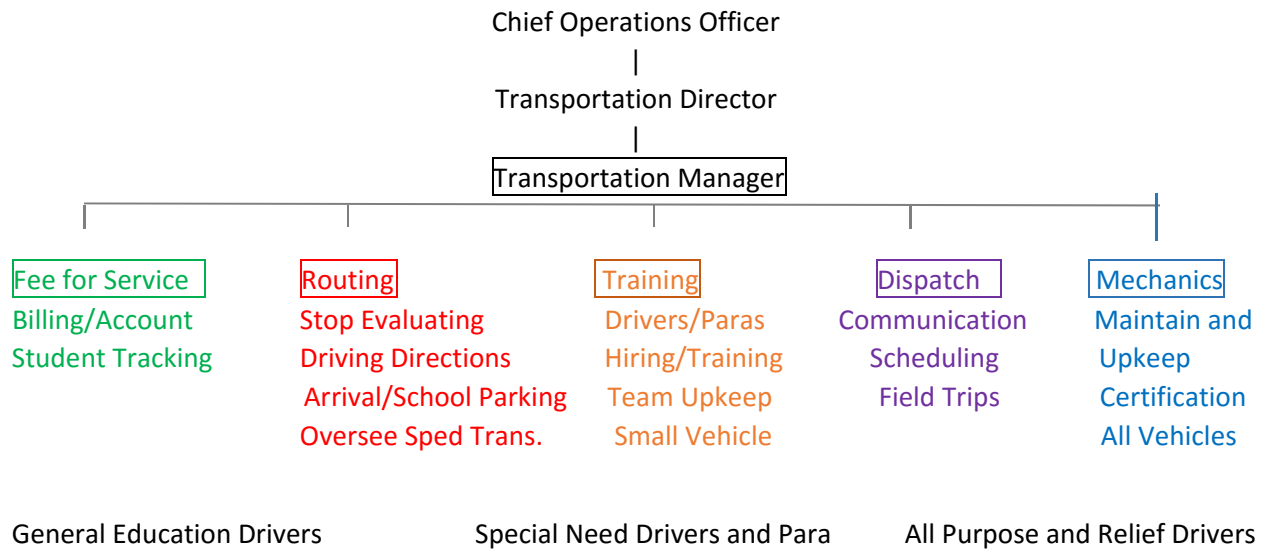 Chief Operations Officer
|
Transportation Director
|
Transportation Manager
Fee for Service
Billing/Account
Student Tracking
Routing
Stop Evaluating
Driving Directions
Arrival/School Parking
Oversee Sped Trans.
Training
Drivers/Paras
Hiring/Training
Team Upkeep
Small Vehicle
Dispatch
Communication
Scheduling
Field Trips
Mechanics
Maintain and
Upkeep
Certification
All Vehicles
General Education Drivers
Special Need Drivers and Para
All Purpose and Relief Drivers